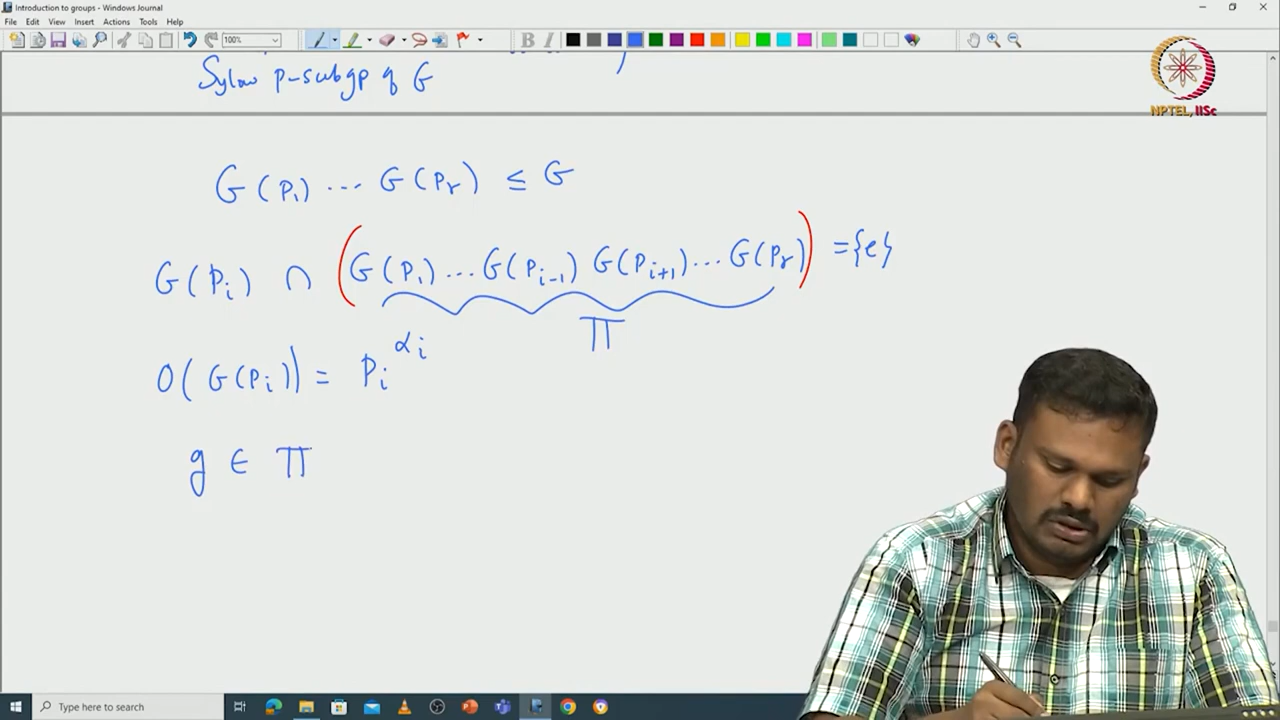 Introduction to groups - Windows Journal
File Edit View Insert Actions Tools Help
100%
B I
Sylow p-subgp of G
NPTEL, IISc
G(P₁) ... G(Pᵣ) ≤ G
G(Pᵢ) ∩ (G(P₁) ... G(Pᵢ₋₁) G(Pᵢ₊₁) ... G(Pᵣ)) = {e}
Π
O(G(Pᵢ)) = Pᵢ^αᵢ
g ∈ Π
Type here to search